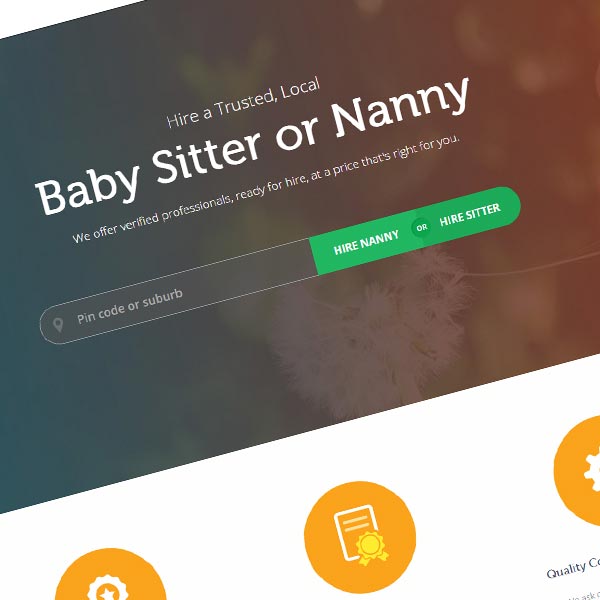 Hire a Trusted, Local
Baby Sitter or Nanny
We offer verified professionals, ready for hire, at a price that's right for you.
Pin code or suburb
HIRE NANNY OR HIRE SITTER
Quality